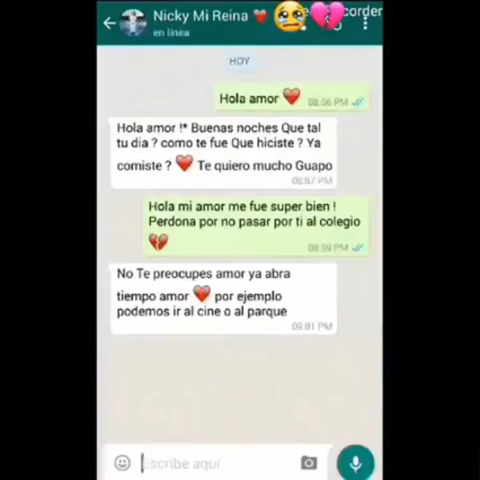 Nicky Mi Reina ❤
corder
en línea
HOY
Hola amor ❤ 08:56 PM
Hola amor !* Buenas noches Que tal
tu dia ? como te fue Que hiciste ? Ya
comiste ? ❤ Te quiero mucho Guapo
08:57 PM
Hola mi amor me fue super bien !
Perdona por no pasar por ti al colegio
💔 08:59 PM
No Te preocupes amor ya abra
tiempo amor ❤ por ejemplo
podemos ir al cine o al parque
09:01 PM
Escribe aquí